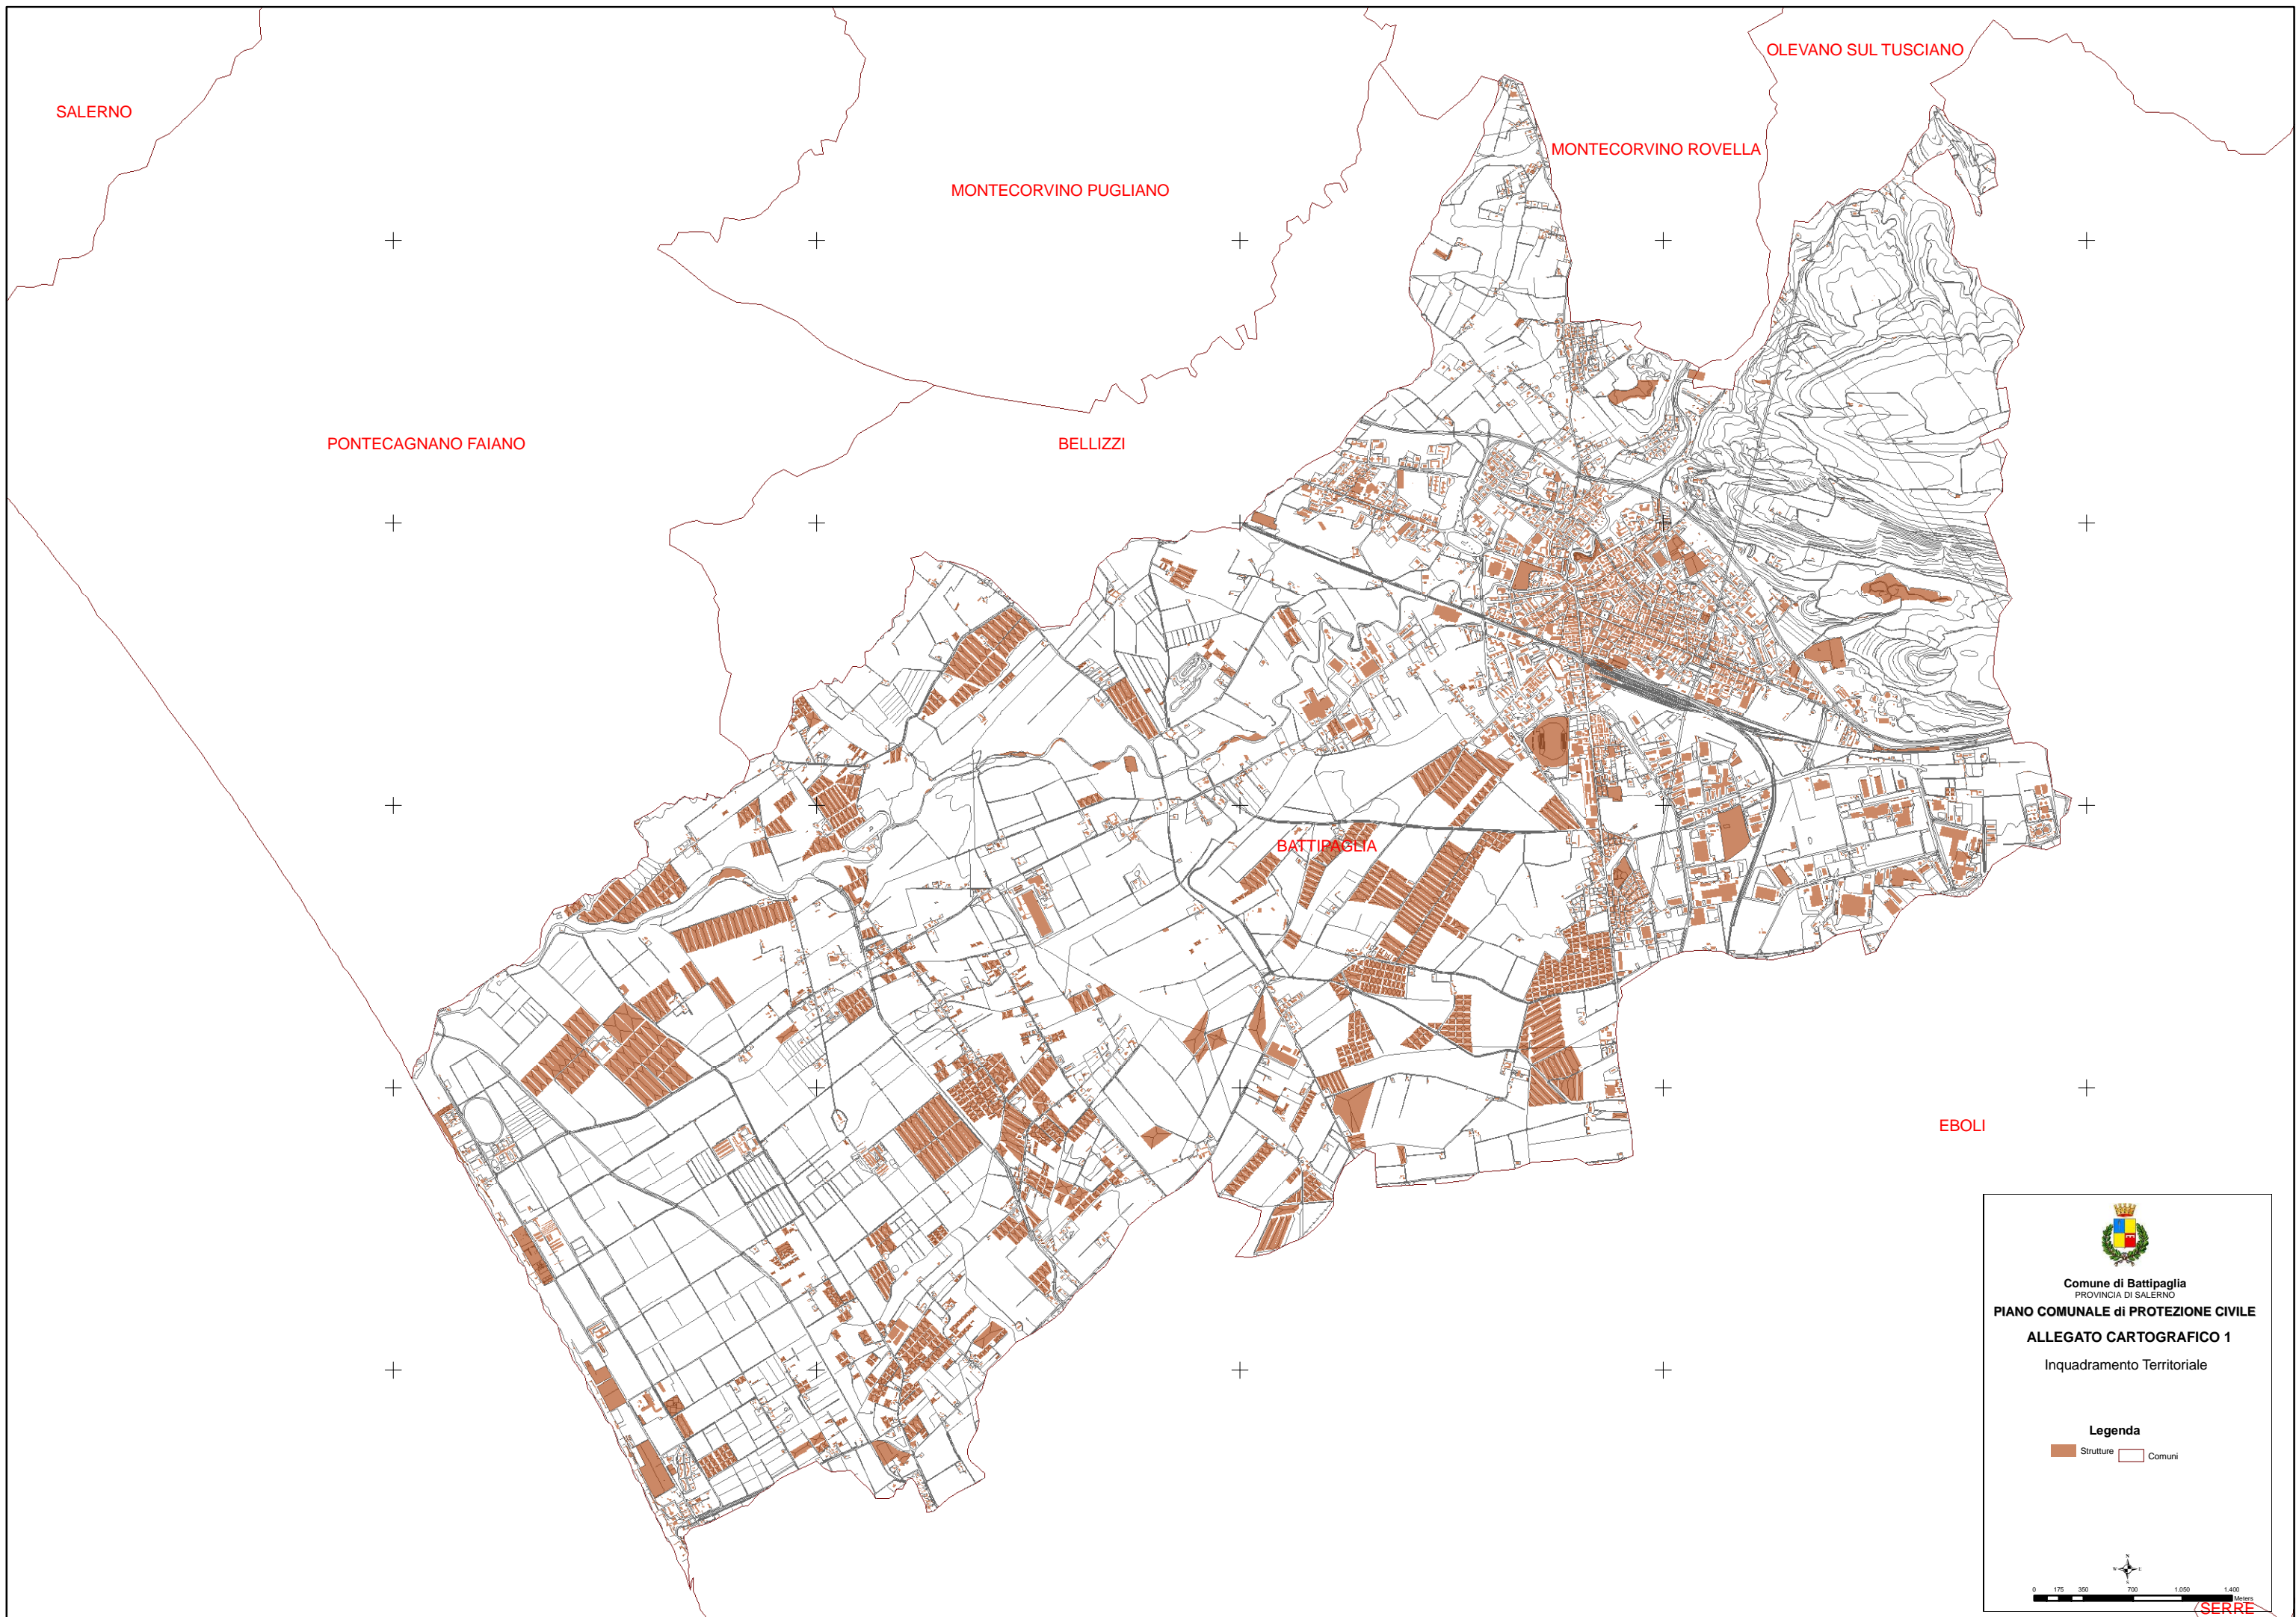 OLEVANO SUL TUSCIANO
SALERNO
MONTECORVINO ROVELLA
MONTECORVINO PUGLIANO
PONTECAGNANO FAIANO
BELLIZZI
BATTIPAGLIA
EBOLI
Comune di Battipaglia
PROVINCIA DI SALERNO
PIANO COMUNALE di PROTEZIONE CIVILE
ALLEGATO CARTOGRAFICO 1
Inquadramento Territoriale
Legenda
Strutture
Comuni
N
W E
S
0 175 350 700 1.050 1.400
Meters
SERRE